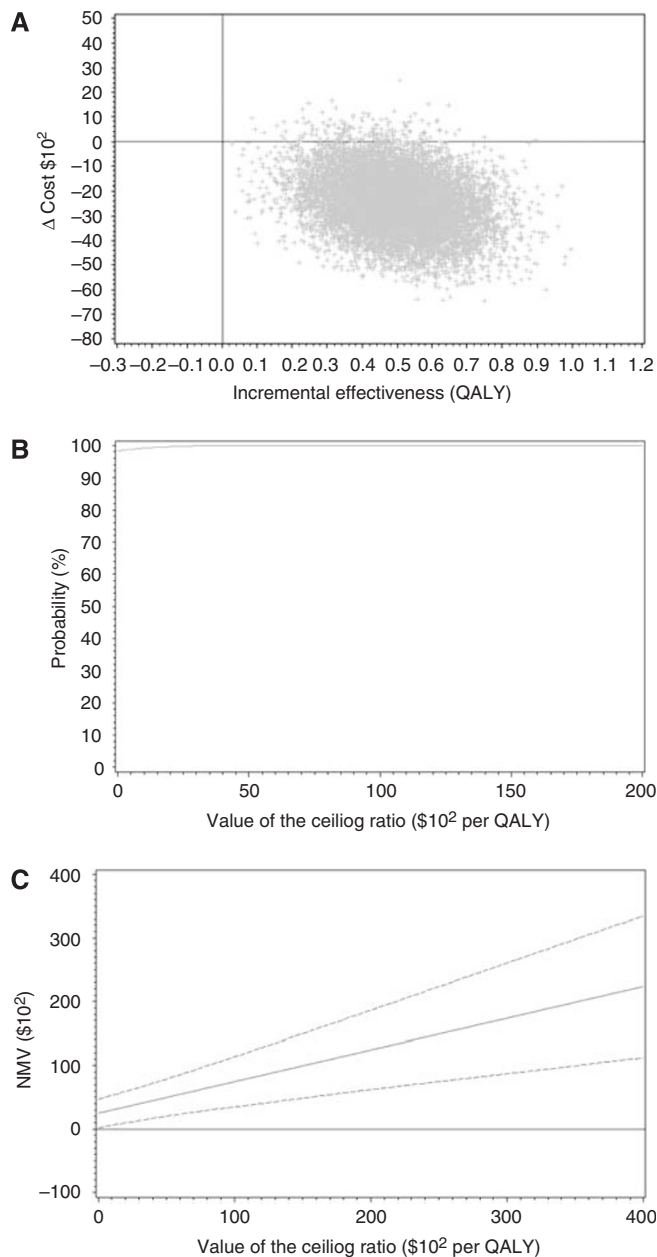 A
50
40
30
20
10
0
−10
−20
−30
−40
−50
−60
−70
−80
Δ Cost $10²
−0.3 −0.2 −0.1 0.0 0.1 0.2 0.3 0.4 0.5 0.6 0.7 0.8 0.9 1.0 1.1 1.2
Incremental effectiveness (QALY)
B
100
90
80
70
60
50
40
30
20
10
0
Probability (%)
0 50 100 150 200
Value of the ceiliog ratio ($10² per QALY)
C
400
300
200
100
0
−100
NMV ($10²)
0 100 200 300 400
Value of the ceiliog ratio ($10² per QALY)